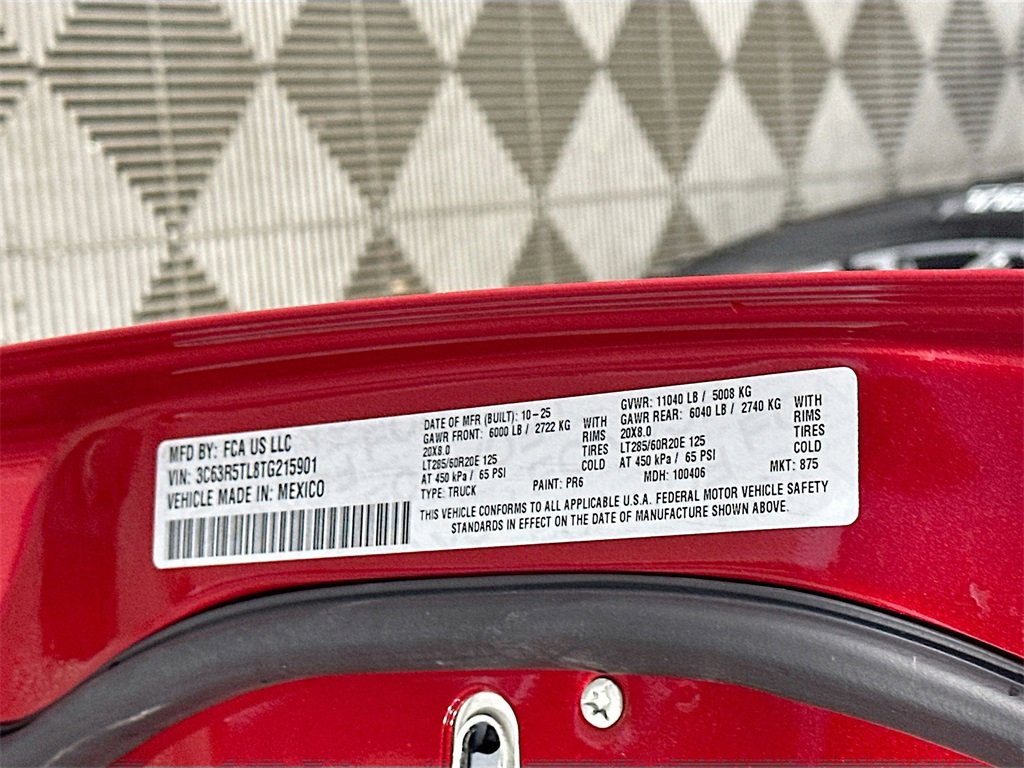 MFD BY: FCA US LLC
VIN: 3C63R5TL8TG215901
VEHICLE MADE IN: MEXICO
DATE OF MFR (BUILT): 10-25
GAWR FRONT: 6000 LB / 2722 KG
20X8.0
LT285/60R20E 125
AT 450 kPa / 65 PSI
TYPE: TRUCK
WITH
RIMS
TIRES
COLD
PAINT: PR6
GVWR: 11040 LB / 5008 KG
GAWR REAR: 6040 LB / 2740 KG
20X8.0
LT285/60R20E 125
AT 450 kPa / 65 PSI
MDH: 100406
WITH
RIMS
TIRES
COLD
MKT: 875
THIS VEHICLE CONFORMS TO ALL APPLICABLE U.S.A. FEDERAL MOTOR VEHICLE SAFETY
STANDARDS IN EFFECT ON THE DATE OF MANUFACTURE SHOWN ABOVE.